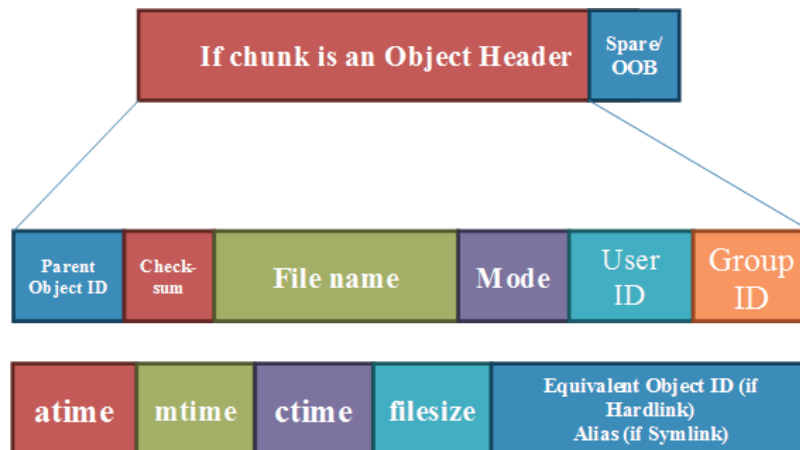 If chunk is an Object Header
Spare/
OOB
Parent
Object ID
Check-
sum
File name
Mode
User
ID
Group
ID
atime
mtime
ctime
filesize
Equivalent Object ID (if
Hardlink)
Alias (if Symlink)